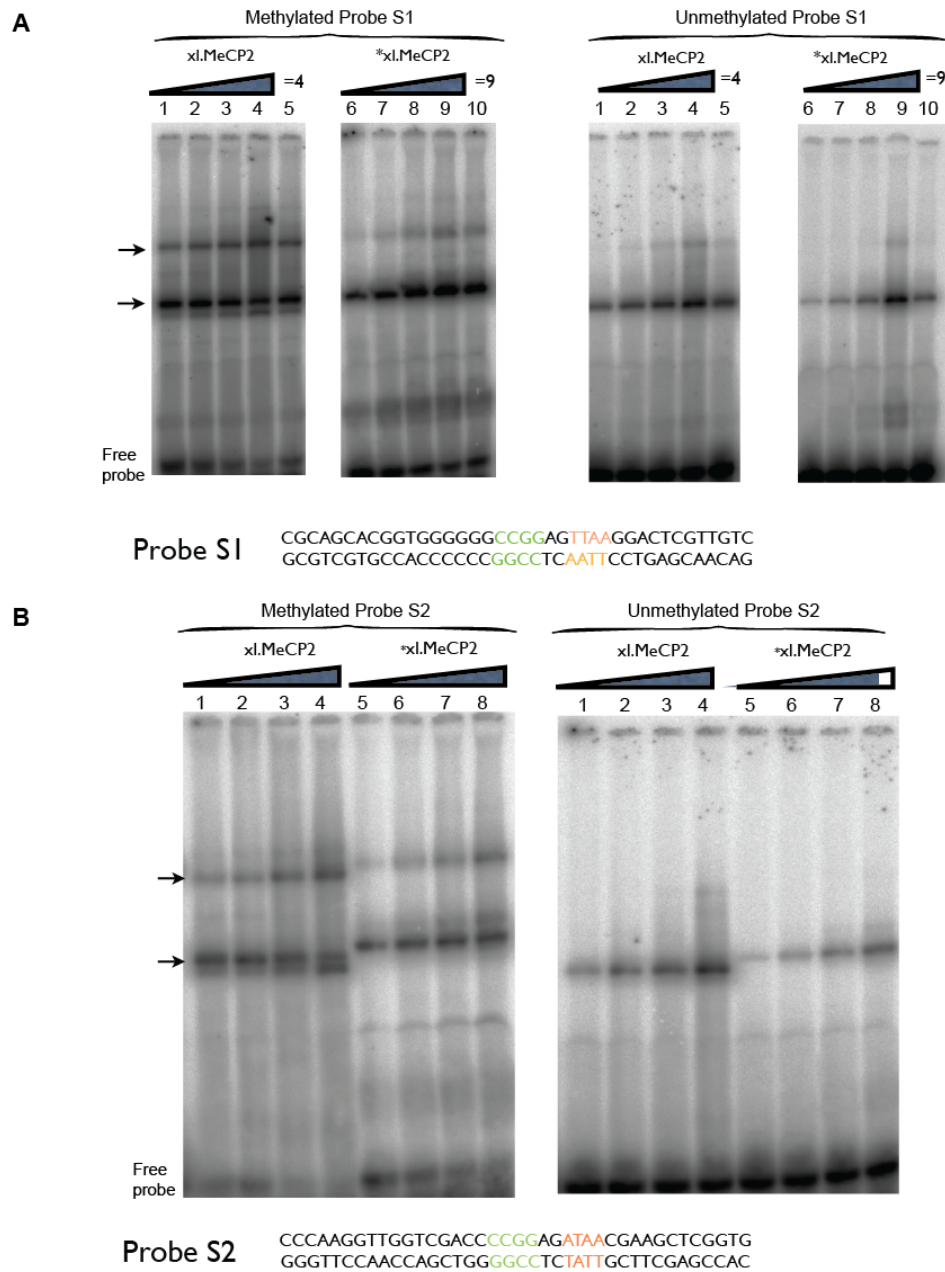 A
Methylated Probe S1
Unmethylated Probe S1
xl.MeCP2
*xl.MeCP2
xl.MeCP2
*xl.MeCP2
=4
=9
=4
=9
1 2 3 4 5
6 7 8 9 10
1 2 3 4 5
6 7 8 9 10
Free
probe
Probe S1
CGCAGCACGGTGGGGGGCCGGAGTTAAGGACTCGTTGTC
GCGTCGTGCCACCCCCCGGCCTCAATTCCTGAGCAACAG
B
Methylated Probe S2
Unmethylated Probe S2
xl.MeCP2
*xl.MeCP2
xl.MeCP2
*xl.MeCP2
1 2 3 4 5 6 7 8
1 2 3 4 5 6 7 8
Free
probe
Probe S2
CCCAAGGTTGGTCGACCCCGGAGATAACGAAGCTCGGTG
GGGTTCCAACCAGCTGGGGCCTCTATTGCTTCGAGCCAC